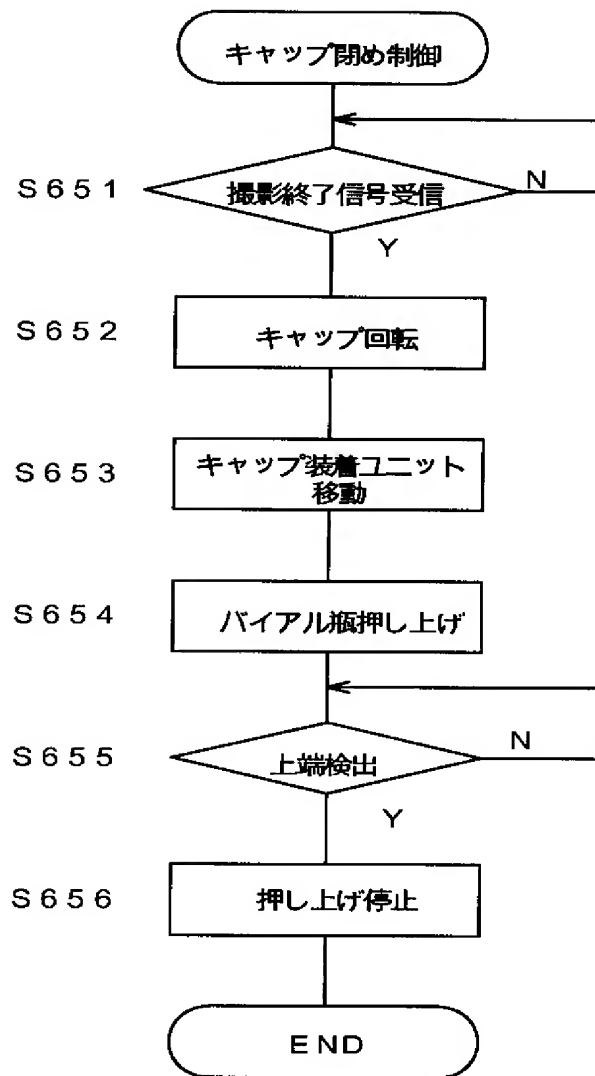 キャップ閉め制御
S651
撮影終了信号受信
N
Y
S652
キャップ回転
S653
キャップ装着ユニット
移動
S654
バイアル瓶押し上げ
S655
上端検出
N
Y
S656
押し上げ停止
END